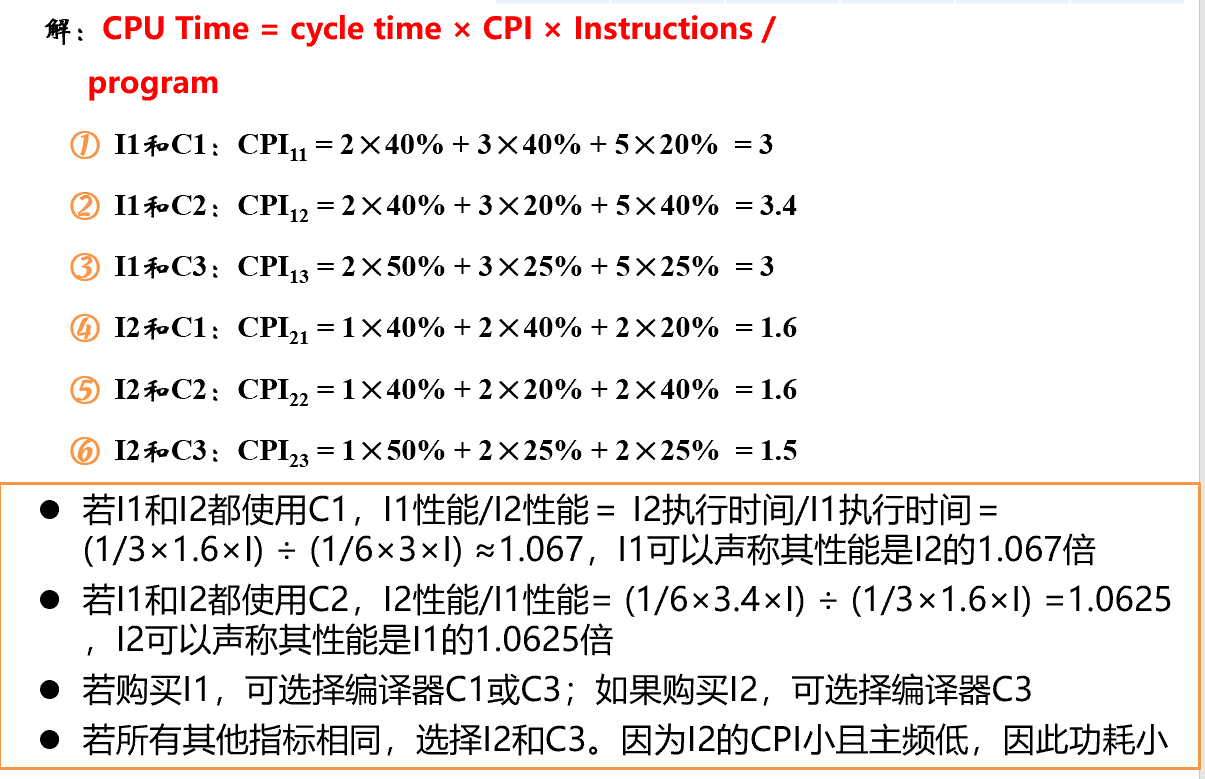 解：CPU Time = cycle time × CPI × Instructions /
program
① I1和C1：CPI11 = 2×40% + 3×40% + 5×20% = 3
② I1和C2：CPI12 = 2×40% + 3×20% + 5×40% = 3.4
③ I1和C3：CPI13 = 2×50% + 3×25% + 5×25% = 3
④ I2和C1：CPI21 = 1×40% + 2×40% + 2×20% = 1.6
⑤ I2和C2：CPI22 = 1×40% + 2×20% + 2×40% = 1.6
⑥ I2和C3：CPI23 = 1×50% + 2×25% + 2×25% = 1.5
● 若I1和I2都使用C1，I1性能/I2性能＝ I2执行时间/I1执行时间＝
(1/3×1.6×I) ÷ (1/6×3×I) ≈1.067，I1可以声称其性能是I2的1.067倍
● 若I1和I2都使用C2，I2性能/I1性能= (1/6×3.4×I) ÷ (1/3×1.6×I) =1.0625
，I2可以声称其性能是I1的1.0625倍
● 若购买I1，可选择编译器C1或C3；如果购买I2，可选择编译器C3
● 若所有其他指标相同，选择I2和C3。因为I2的CPI小且主频低，因此功耗小